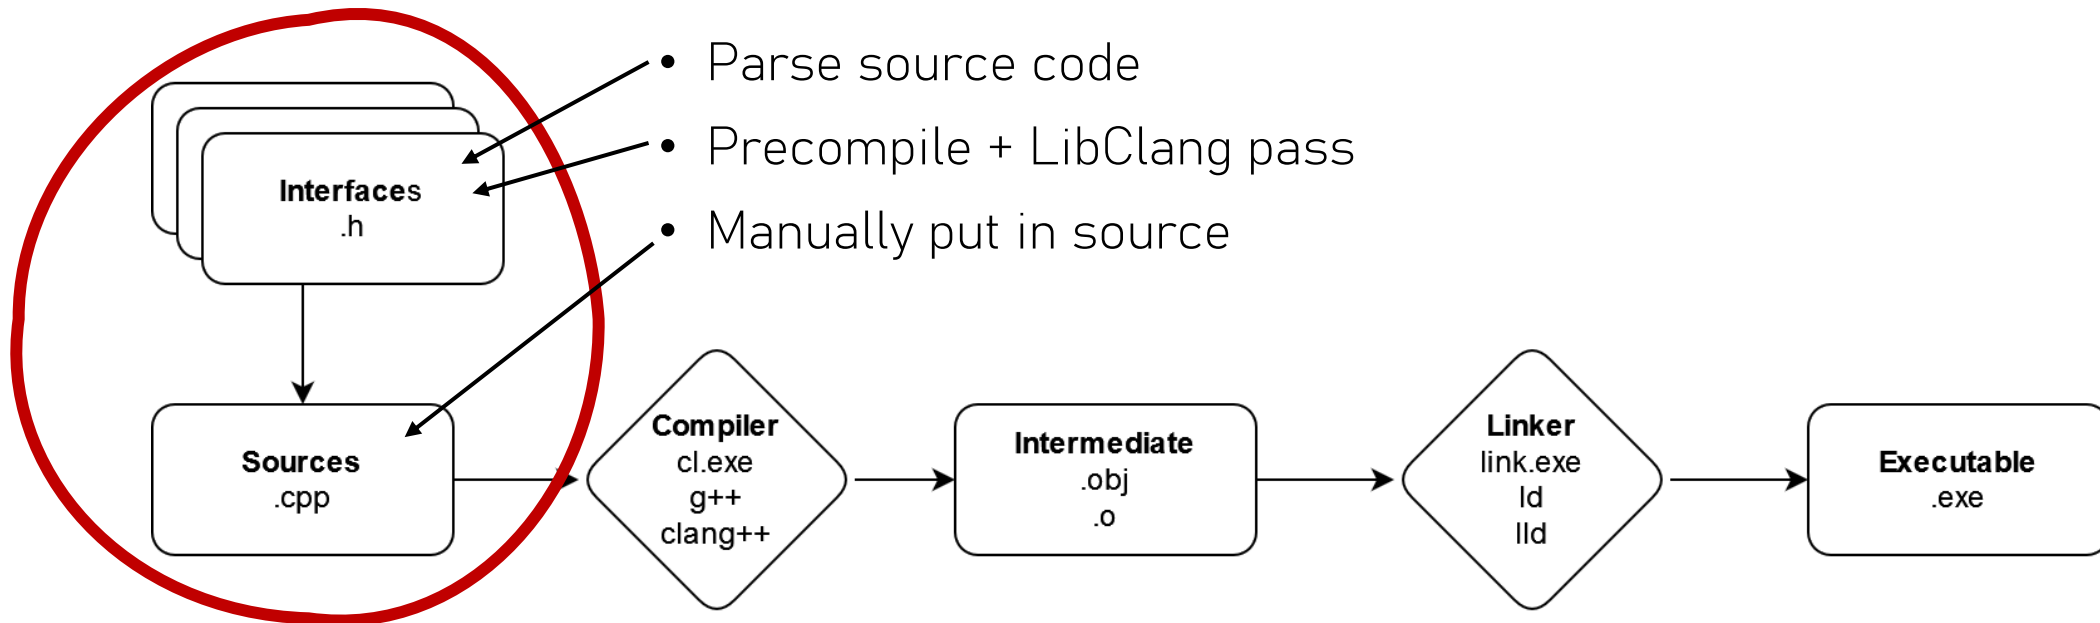 • Parse source code
• Precompile + LibClang pass
• Manually put in source
Interfaces
.h
Sources
.cpp
Compiler
cl.exe
g++
clang++
Intermediate
.obj
.o
Linker
link.exe
ld
lld
Executable
.exe